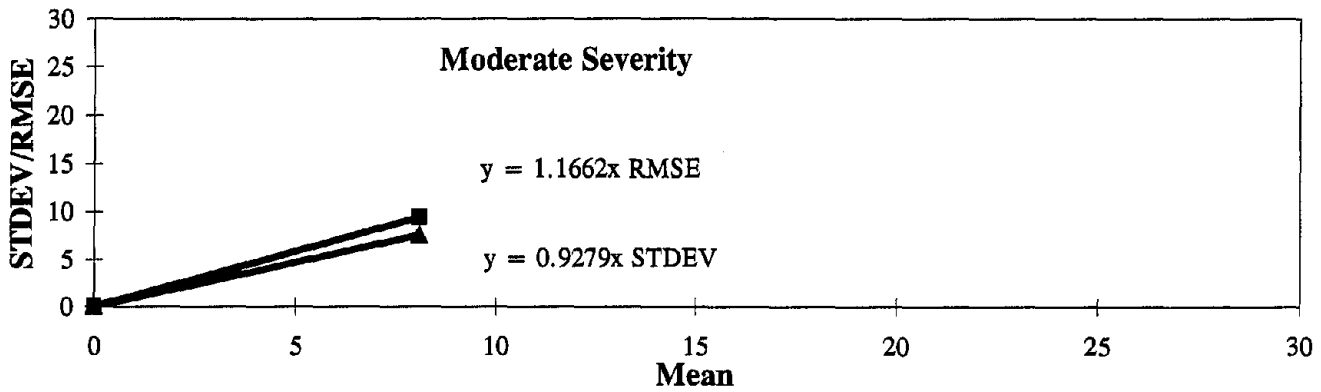 Moderate Severity
STDEV/RMSE
30
25
20
15
10
5
0
y = 1.1662x RMSE
y = 0.9279x STDEV
0 5 10 15 20 25 30
Mean